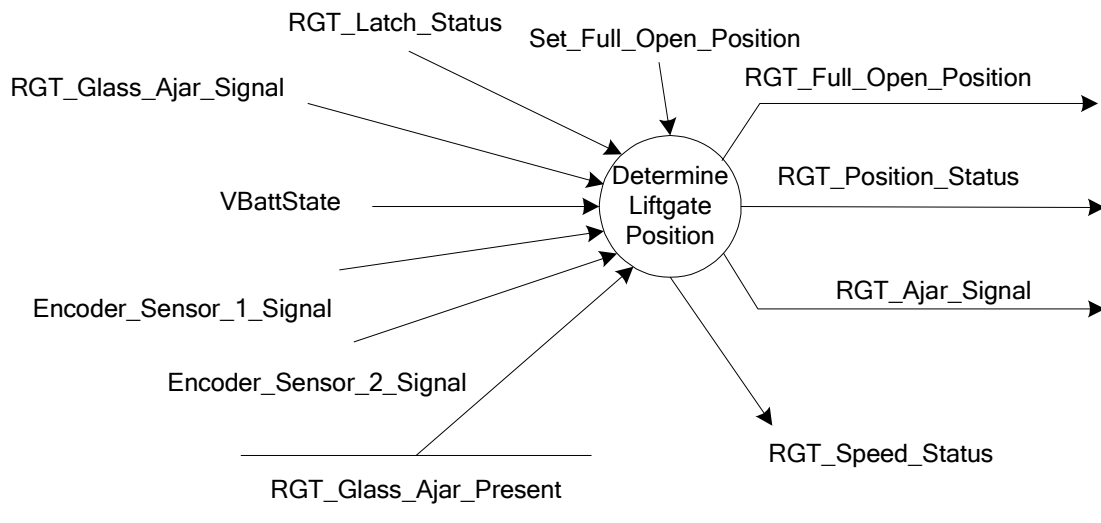 RGT_Latch_Status
Set_Full_Open_Position
RGT_Full_Open_Position
RGT_Glass_Ajar_Signal
Determine
Liftgate
Position
RGT_Position_Status
VBattState
RGT_Ajar_Signal
Encoder_Sensor_1_Signal
Encoder_Sensor_2_Signal
RGT_Speed_Status
RGT_Glass_Ajar_Present